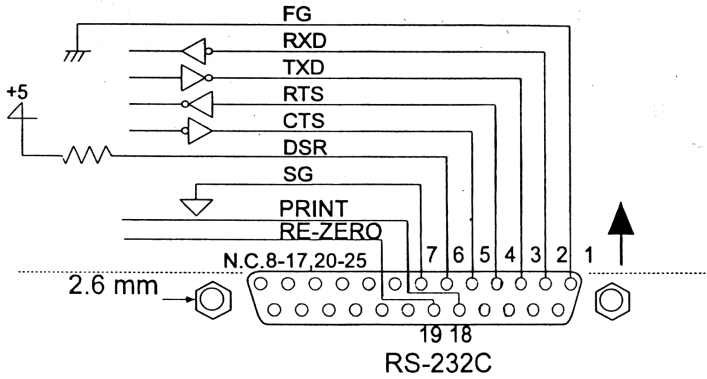 FG
RXD
TXD
+5
RTS
CTS
DSR
SG
PRINT
RE-ZERO
N.C.8-17,20-25
7 6 5 4 3 2 1
2.6 mm
19 18
RS-232C